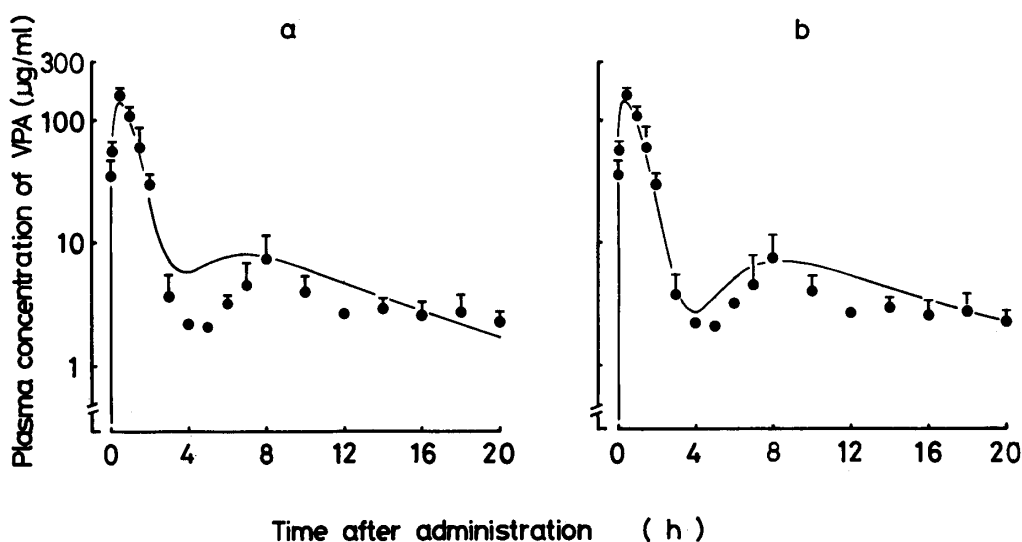 a
b
Plasma concentration of VPA (μg/ml)
300
100
10
1
0 4 8 12 16 20
0 4 8 12 16 20
Time after administration ( h )